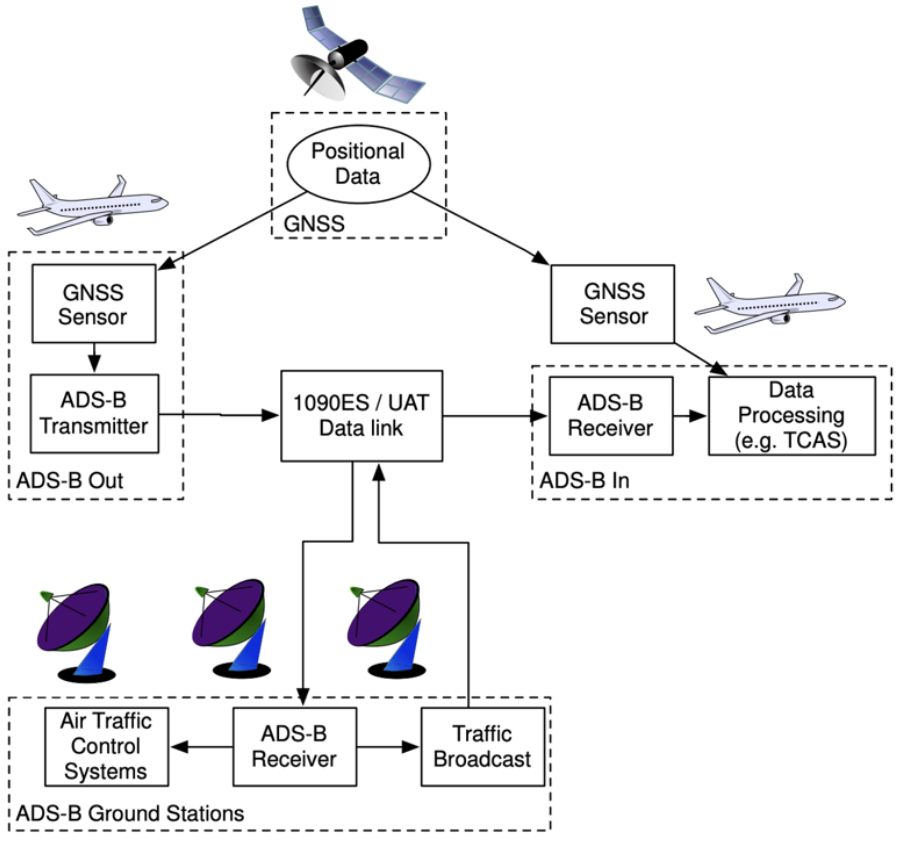 Positional
Data
GNSS
GNSS
Sensor
GNSS
Sensor
ADS-B
Transmitter
ADS-B Out
1090ES / UAT
Data link
ADS-B
Receiver
Data
Processing
(e.g. TCAS)
ADS-B In
Air Traffic
Control
Systems
ADS-B
Receiver
Traffic
Broadcast
ADS-B Ground Stations